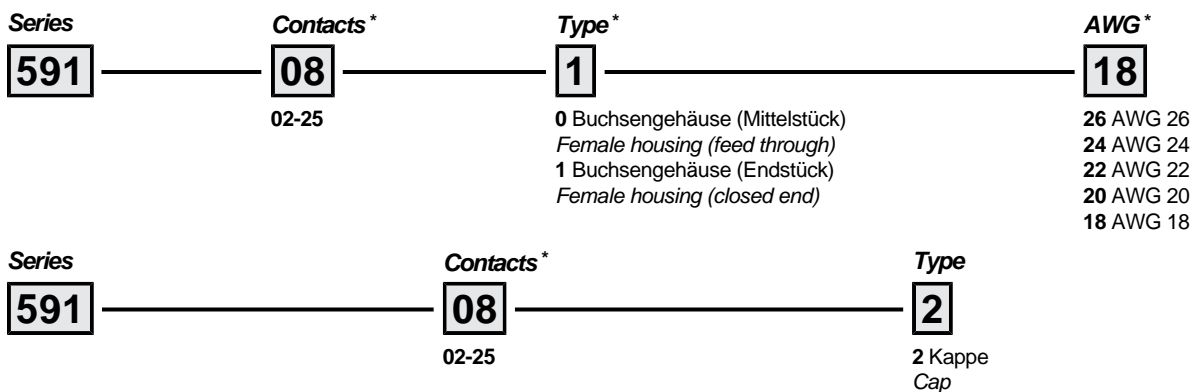 Series Contacts * Type * AWG *
591 08 1 18
02-25 0 Buchsengehäuse (Mittelstück) 26 AWG 26
Female housing (feed through) 24 AWG 24
1 Buchsengehäuse (Endstück) 22 AWG 22
Female housing (closed end) 20 AWG 20
18 AWG 18
Series Contacts * Type
591 08 2
02-25 2 Kappe
Cap